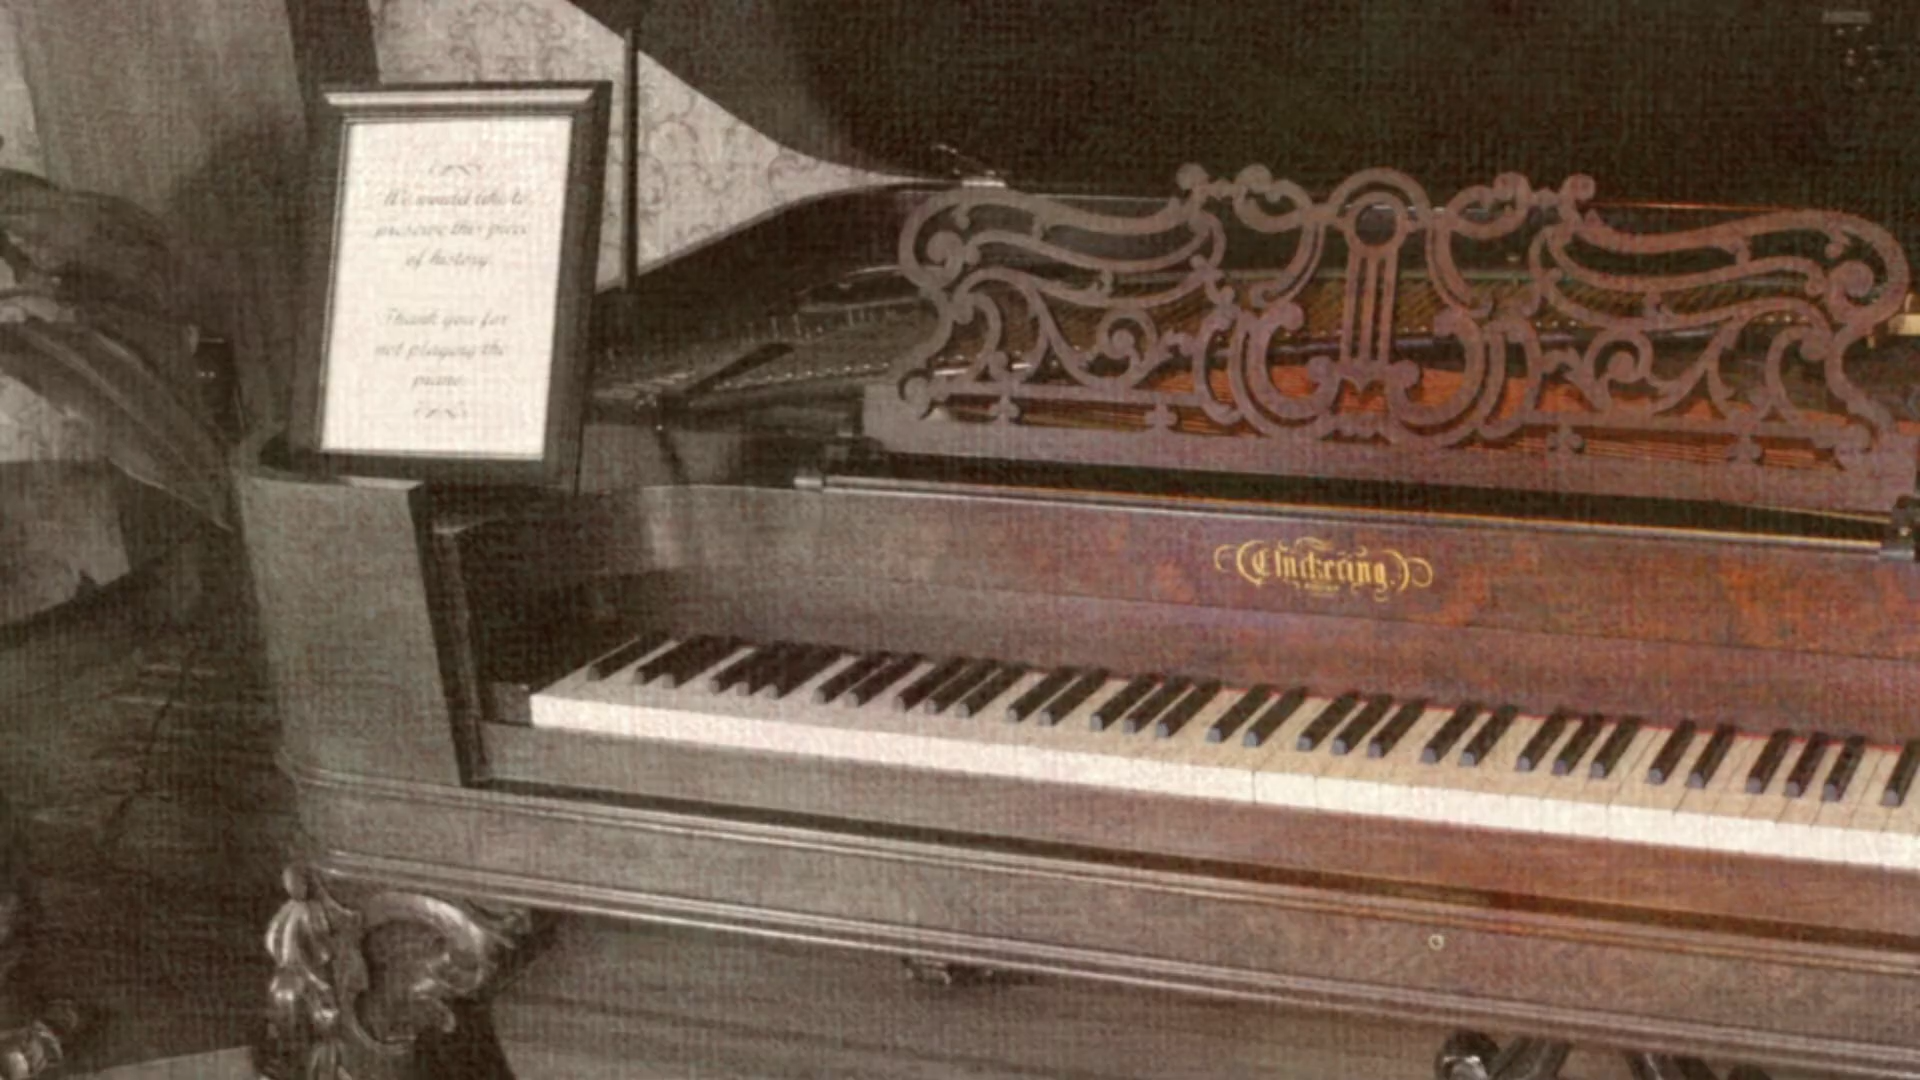 We would like to
preserve this piece
of history.
Thank you for
not playing the
piano.
Chickering.